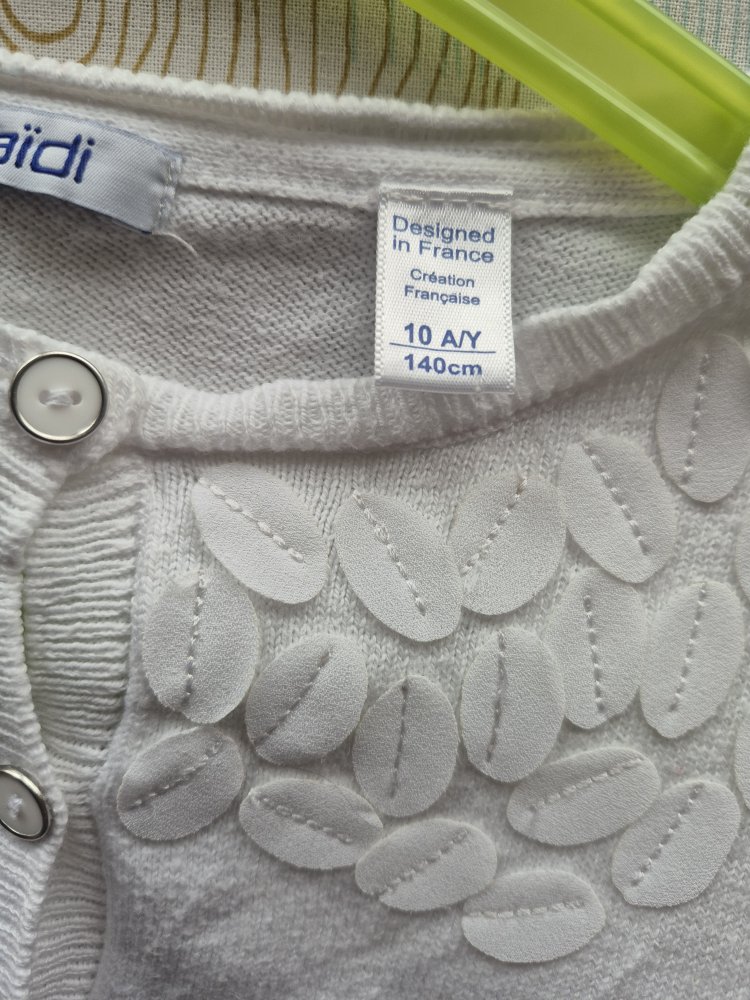 aïdi
Designed
in France
Création
Française
10 A/Y
140cm